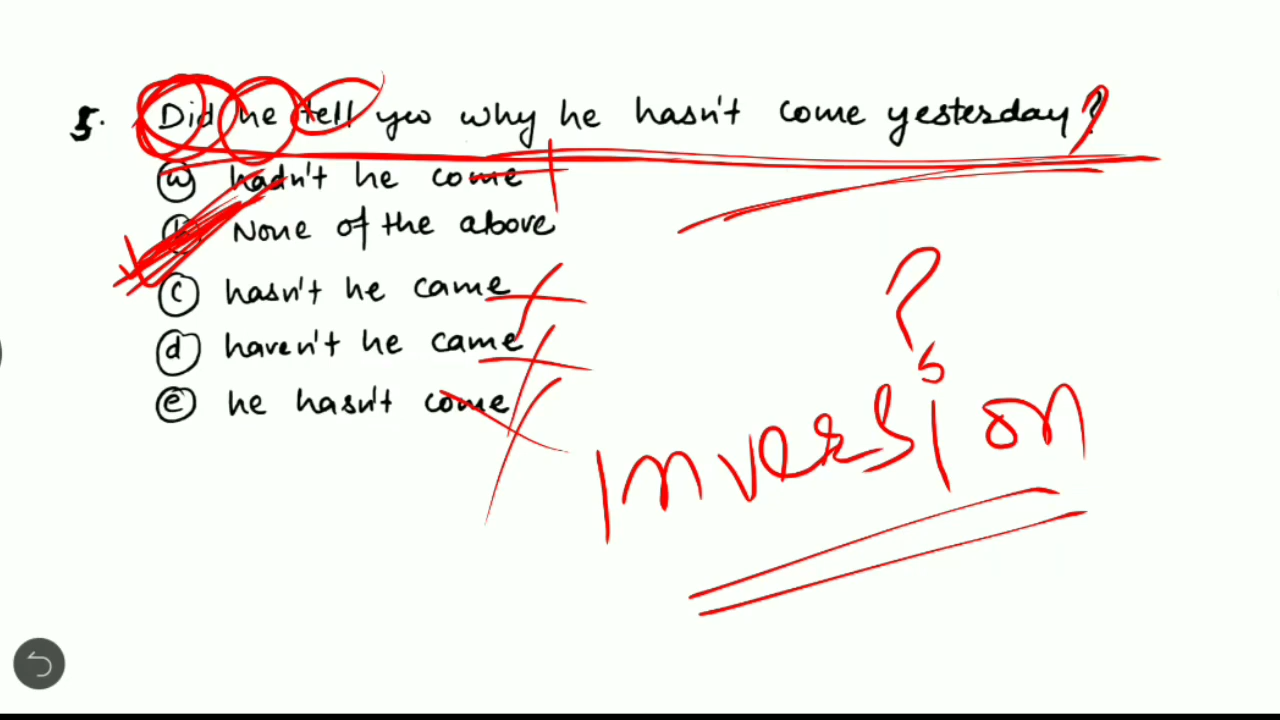 5. Did he tell you why he hasn't come yesterday?
(a) hadn't he come
(b) None of the above
(c) hasn't he came
(d) haven't he came
(e) he hasn't come
?
5
Inversion